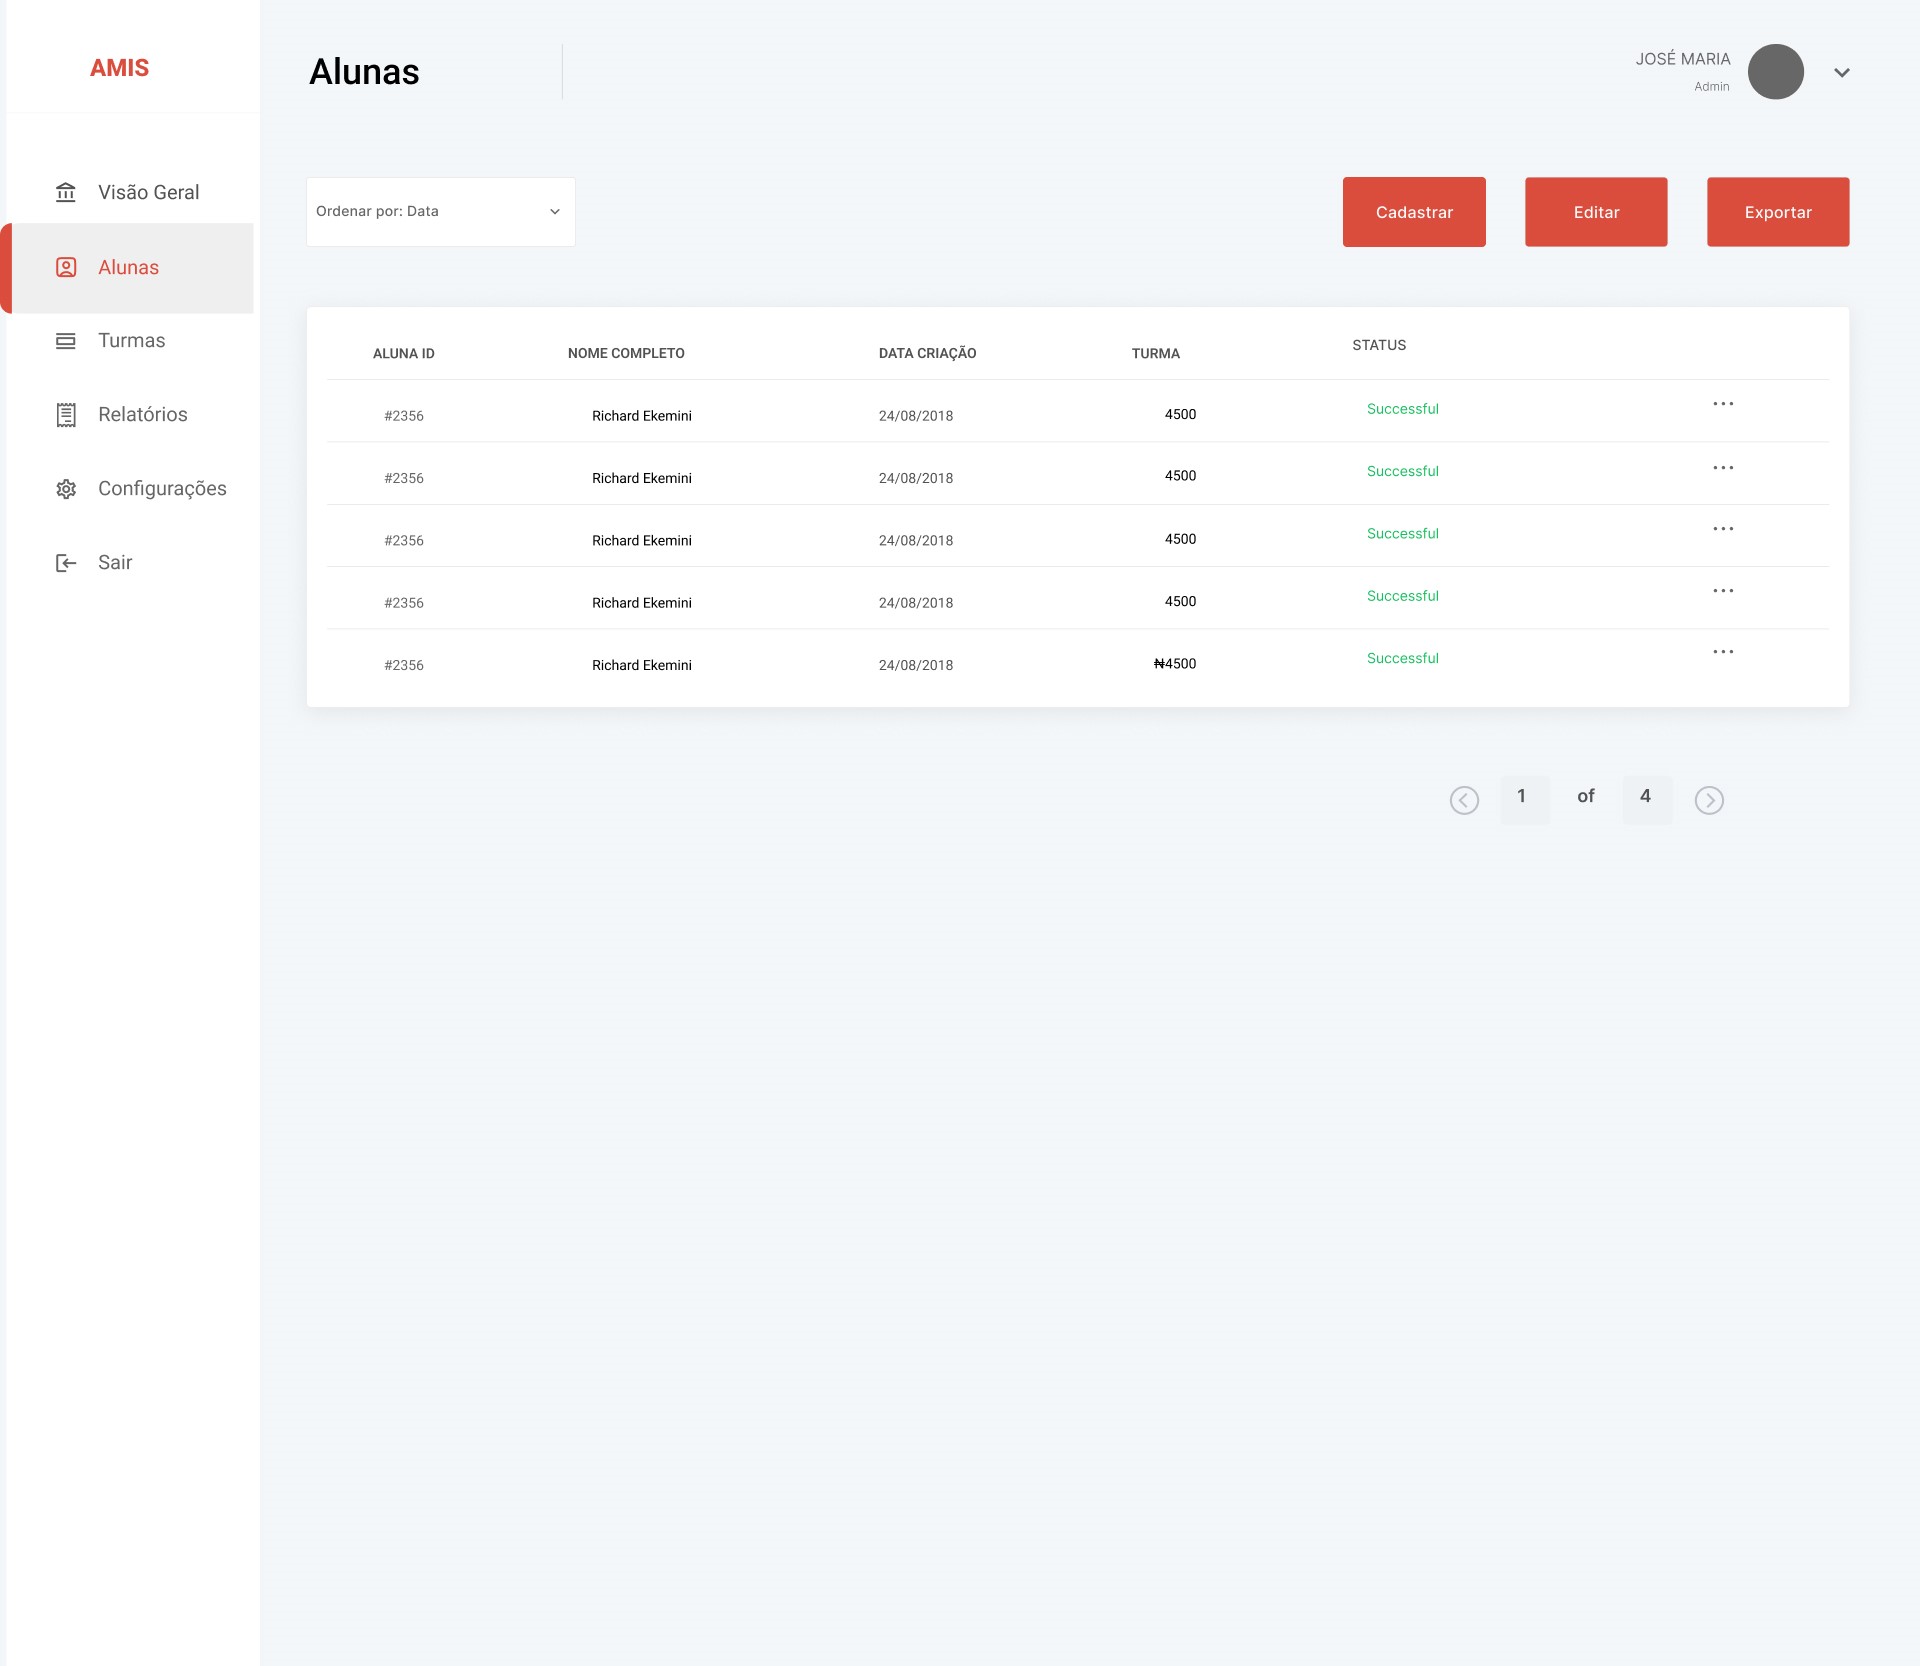 AMIS
Visão Geral
Alunas
Turmas
Relatórios
Configurações
Sair
Alunas
JOSÉ MARIA
Admin
Ordenar por: Data
Cadastrar
Editar
Exportar
ALUNA ID NOME COMPLETO DATA CRIAÇÃO TURMA STATUS
#2356 Richard Ekemini 24/08/2018 4500 Successful
#2356 Richard Ekemini 24/08/2018 4500 Successful
#2356 Richard Ekemini 24/08/2018 4500 Successful
#2356 Richard Ekemini 24/08/2018 4500 Successful
#2356 Richard Ekemini 24/08/2018 ₦4500 Successful
1 of 4